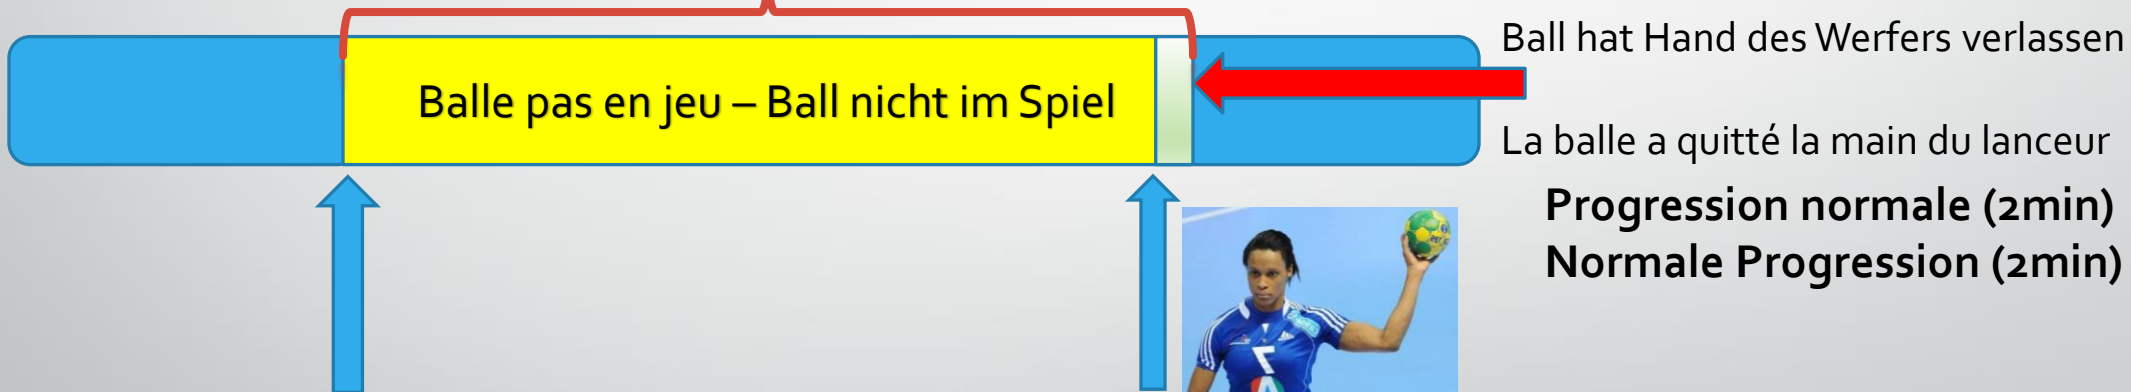 Ball hat Hand des Werfers verlassen
Balle pas en jeu – Ball nicht im Spiel
La balle a quitté la main du lanceur
Progression normale (2min)
Normale Progression (2min)
7